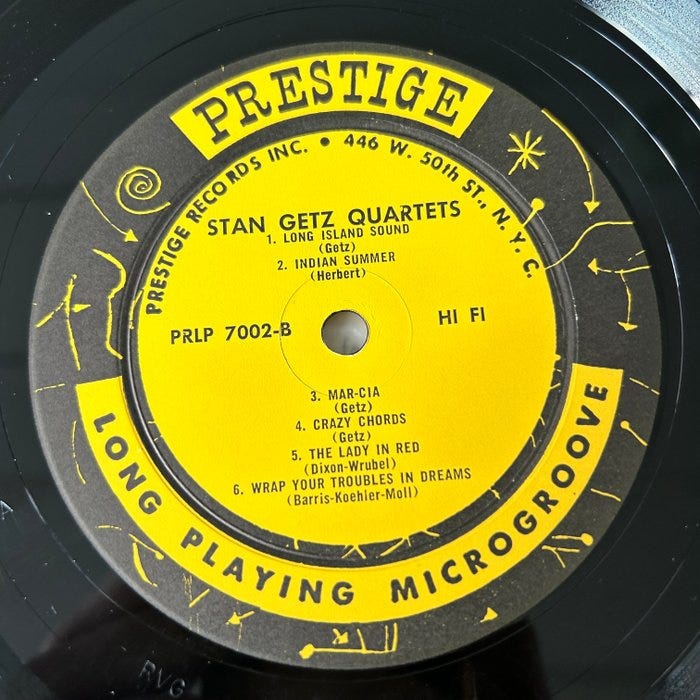 PRESTIGE
PRESTIGE RECORDS INC. • 446 W. 50th ST., N. Y. C.
STAN GETZ QUARTETS
1. LONG ISLAND SOUND
(Getz)
2. INDIAN SUMMER
(Herbert)
PRLP 7002-B HI FI
3. MAR-CIA
(Getz)
4. CRAZY CHORDS
(Getz)
5. THE LADY IN RED
(Dixon-Wrubel)
6. WRAP YOUR TROUBLES IN DREAMS
(Barris-Koehler-Moll)
LONG PLAYING MICROGROOVE
RVG
A